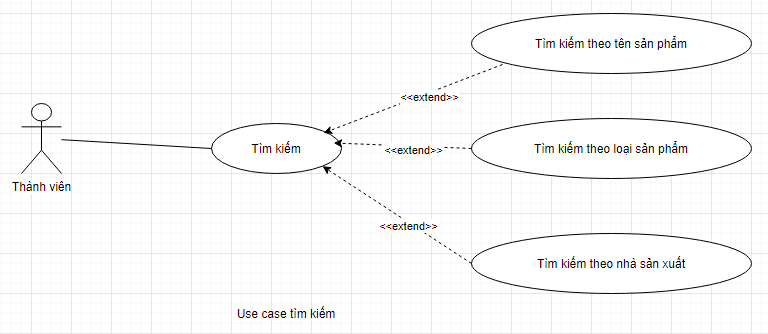 Tìm kiếm theo tên sản phẩm
<<extend>>
Thành viên
Tìm kiếm
<<extend>>
Tìm kiếm theo loại sản phẩm
<<extend>>
Tìm kiếm theo nhà sản xuất
Use case tìm kiếm